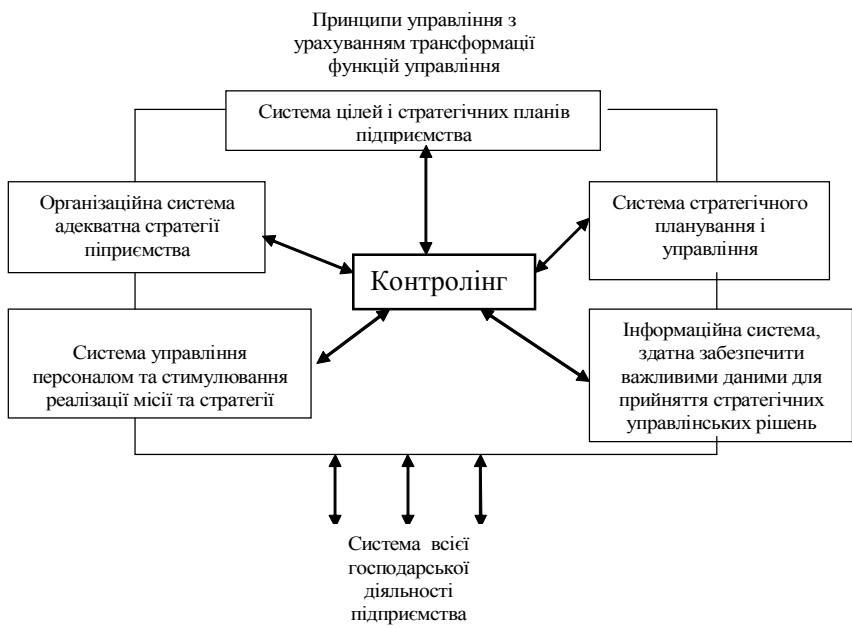 Принципи управління з
урахуванням трансформації
функцій управління
Система цілей і стратегічних планів
підприємства
Організаційна система
адекватна стратегії
піприємства
Система стратегічного
планування і
управління
Контролінг
Система управління
персоналом та стимулювання
реалізації місії та стратегії
Інформаційна система,
здатна забезпечити
важливими даними для
прийняття стратегічних
управлінських рішень
Система всієї
господарської
діяльності
підприємства